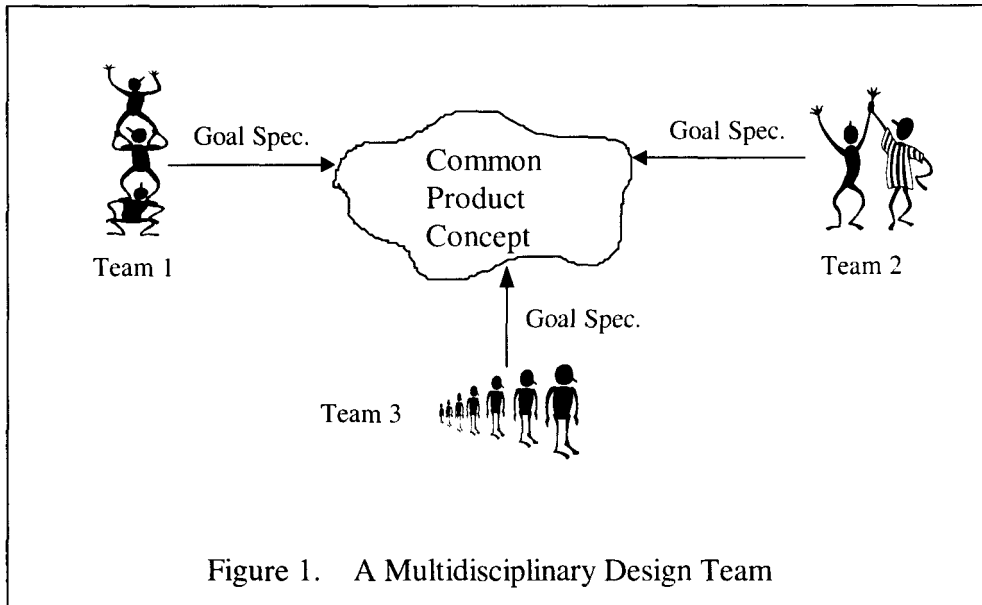 Goal Spec.
Goal Spec.
Common
Product
Concept
Team 1
Team 2
Goal Spec.
Team 3
Figure 1. A Multidisciplinary Design Team